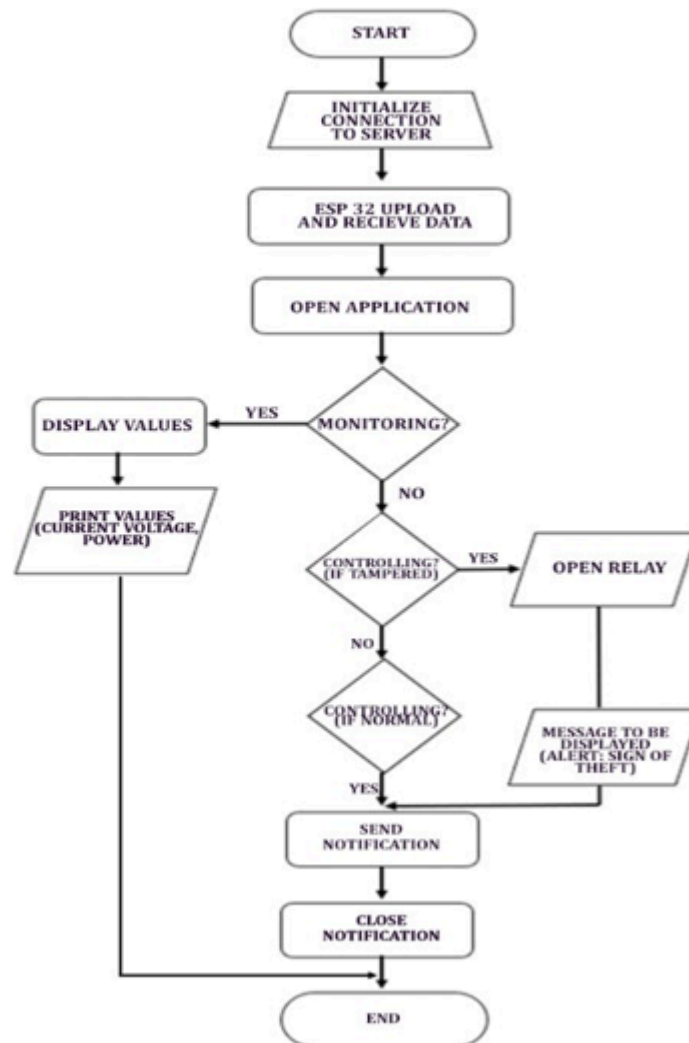 START
INITIALIZE
CONNECTION
TO SERVER
ESP 32 UPLOAD
AND RECIEVE DATA
OPEN APPLICATION
MONITORING?
YES
DISPLAY VALUES
PRINT VALUES
(CURRENT VOLTAGE,
POWER)
NO
CONTROLLING?
(IF TAMPERED)
YES
OPEN RELAY
MESSAGE TO BE
DISPLAYED
(ALERT: SIGN OF
THEFT)
NO
CONTROLLING?
(IF NORMAL)
YES
SEND
NOTIFICATION
CLOSE
NOTIFICATION
END